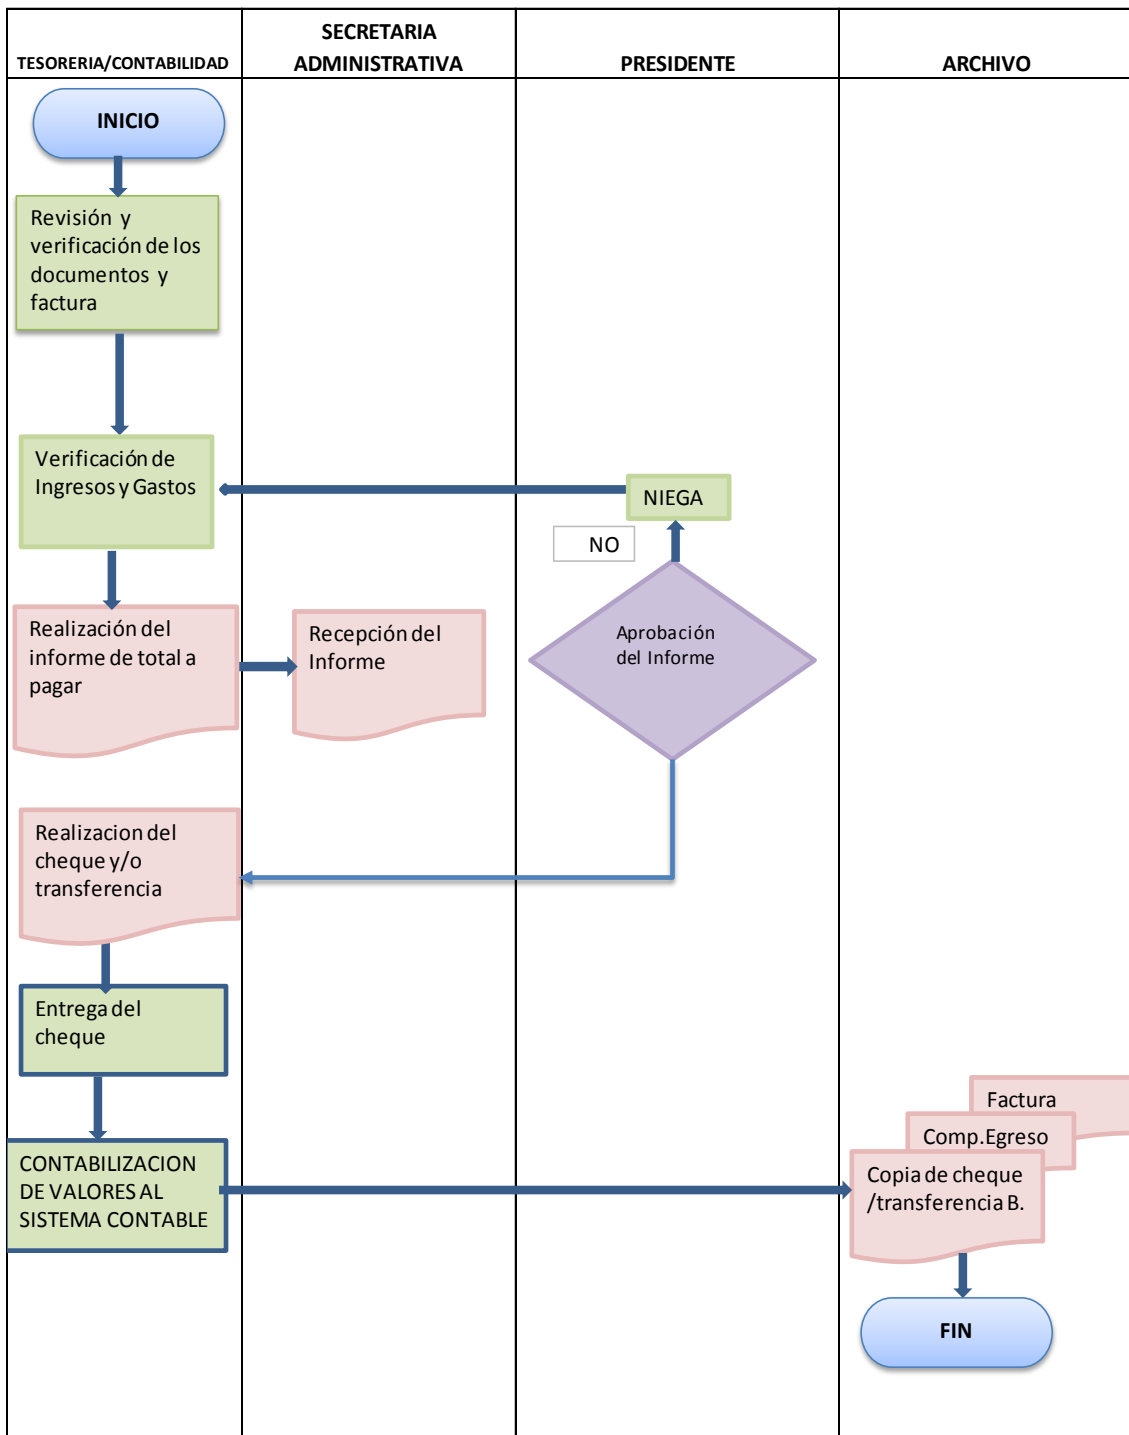 TESORERIA/CONTABILIDAD
SECRETARIA
ADMINISTRATIVA
PRESIDENTE
ARCHIVO
INICIO
Revisión y
verificación de los
documentos y
factura
Verificación de
Ingresos y Gastos
NIEGA
NO
Realización del
informe de total a
pagar
Recepción del
Informe
Aprobación
del Informe
Realizacion del
cheque y/o
transferencia
Entrega del
cheque
CONTABILIZACION
DE VALORES AL
SISTEMA CONTABLE
Factura
Comp.Egreso
Copia de cheque
/transferencia B.
FIN